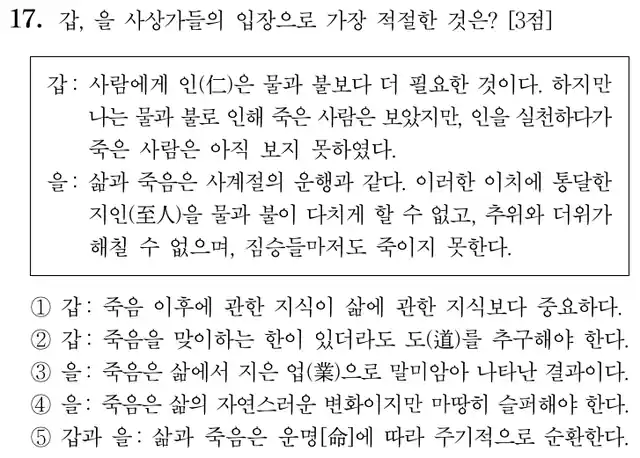 17. 갑, 을 사상가들의 입장으로 가장 적절한 것은? [3점]
갑: 사람에게 인(仁)은 물과 불보다 더 필요한 것이다. 하지만
나는 물과 불로 인해 죽은 사람은 보았지만, 인을 실천하다가
죽은 사람은 아직 보지 못하였다.
을: 삶과 죽음은 사계절의 운행과 같다. 이러한 이치에 통달한
지인(至人)을 물과 불이 다치게 할 수 없고, 추위와 더위가
해칠 수 없으며, 짐승들마저도 죽이지 못한다.
① 갑: 죽음 이후에 관한 지식이 삶에 관한 지식보다 중요하다.
② 갑: 죽음을 맞이하는 한이 있더라도 도(道)를 추구해야 한다.
③ 을: 죽음은 삶에서 지은 업(業)으로 말미암아 나타난 결과이다.
④ 을: 죽음은 삶의 자연스러운 변화이지만 마땅히 슬퍼해야 한다.
⑤ 갑과 을: 삶과 죽음은 운명[命]에 따라 주기적으로 순환한다.